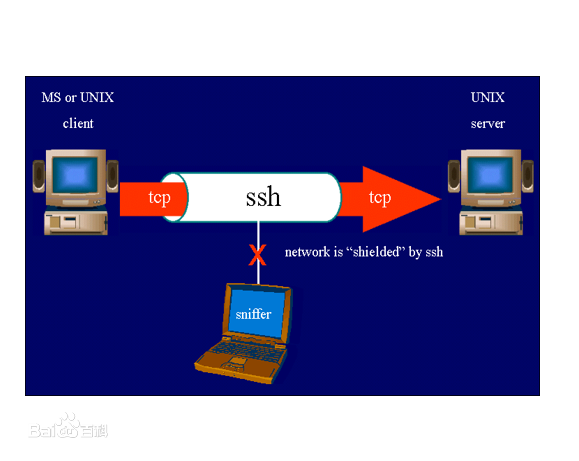 MS or UNIX
client
UNIX
server
tcp
ssh
tcp
X
network is “shielded” by ssh
sniffer
Baidu百科